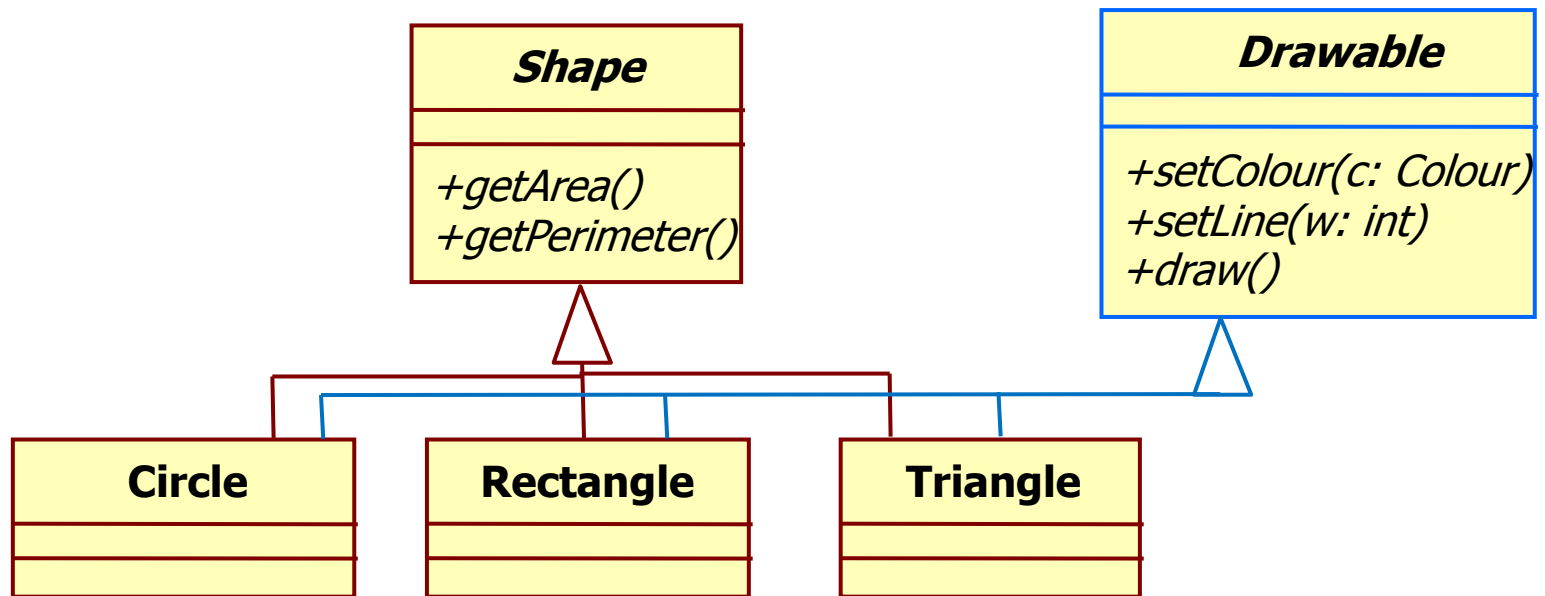 Shape
+getArea()
+getPerimeter()
Drawable
+setColour(c: Colour)
+setLine(w: int)
+draw()
Circle
Rectangle
Triangle